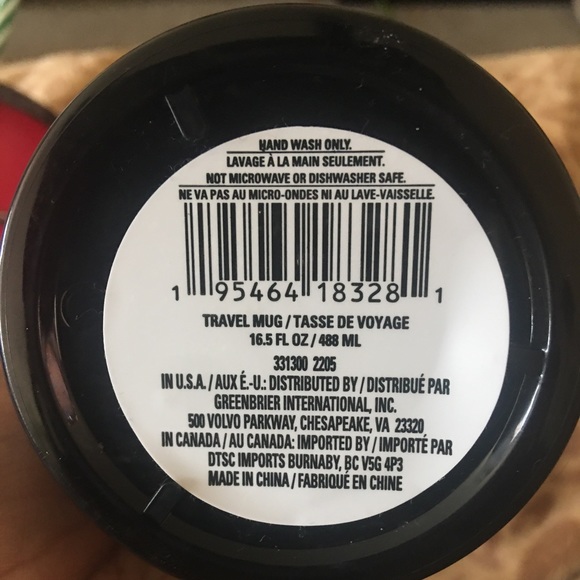 HAND WASH ONLY.
LAVAGE À LA MAIN SEULEMENT.
NOT MICROWAVE OR DISHWASHER SAFE.
NE VA PAS AU MICRO-ONDES NI AU LAVE-VAISSELLE.
1 95464 18328 1
TRAVEL MUG / TASSE DE VOYAGE
16.5 FL OZ / 488 ML
331300 2205
IN U.S.A. / AUX É.-U.: DISTRIBUTED BY / DISTRIBUÉ PAR
GREENBRIER INTERNATIONAL, INC.
500 VOLVO PARKWAY, CHESAPEAKE, VA 23320
IN CANADA / AU CANADA: IMPORTED BY / IMPORTÉ PAR
DTSC IMPORTS BURNABY, BC V5G 4P3
MADE IN CHINA / FABRIQUÉ EN CHINE